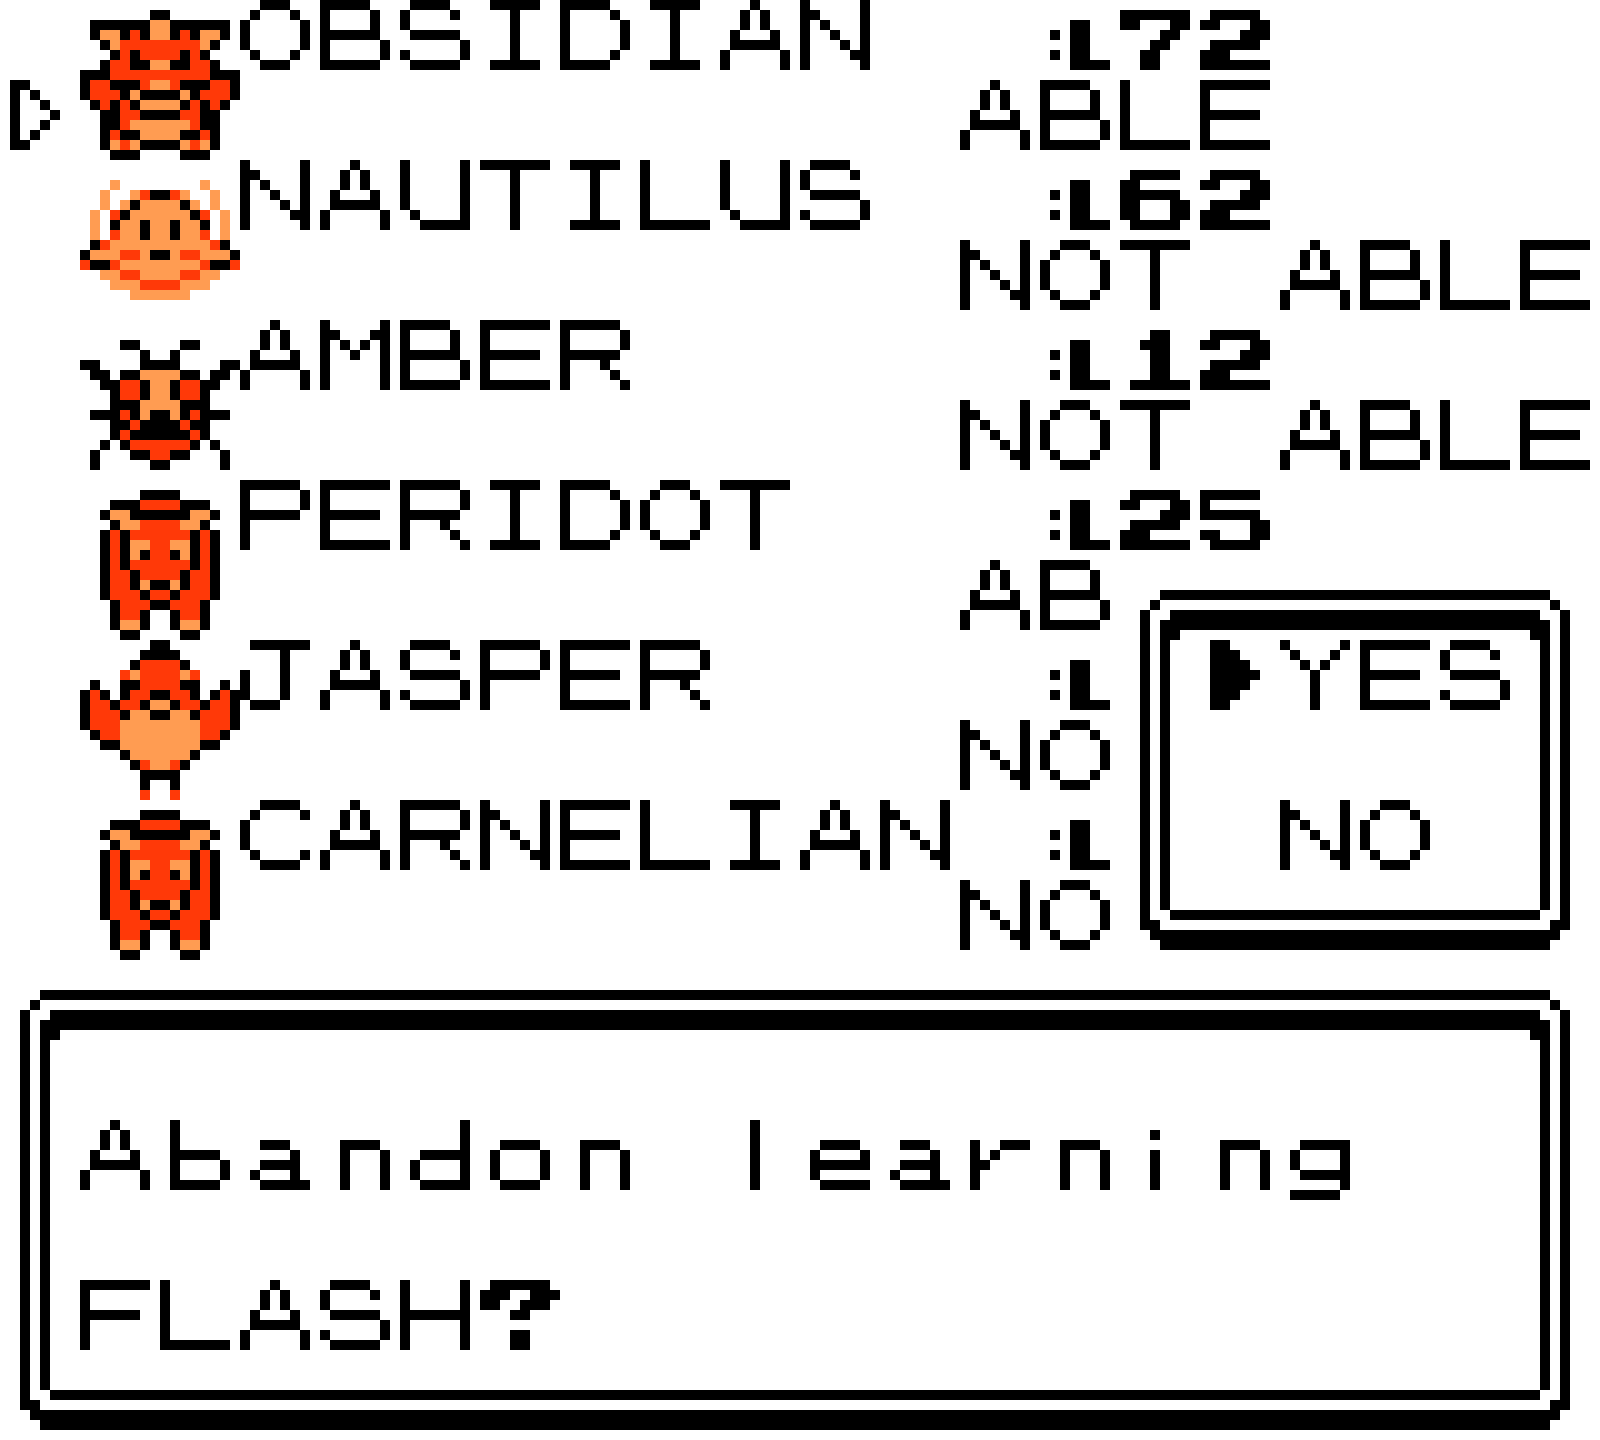 OBSIDIAN :L72
ABLE
NAUTILUS :L62
NOT ABLE
AMBER :L12
NOT ABLE
PERIDOT :L25
AB
JASPER :L
NO
CARNELIAN :L
NO
▶YES
NO
Abandon learning
FLASH?